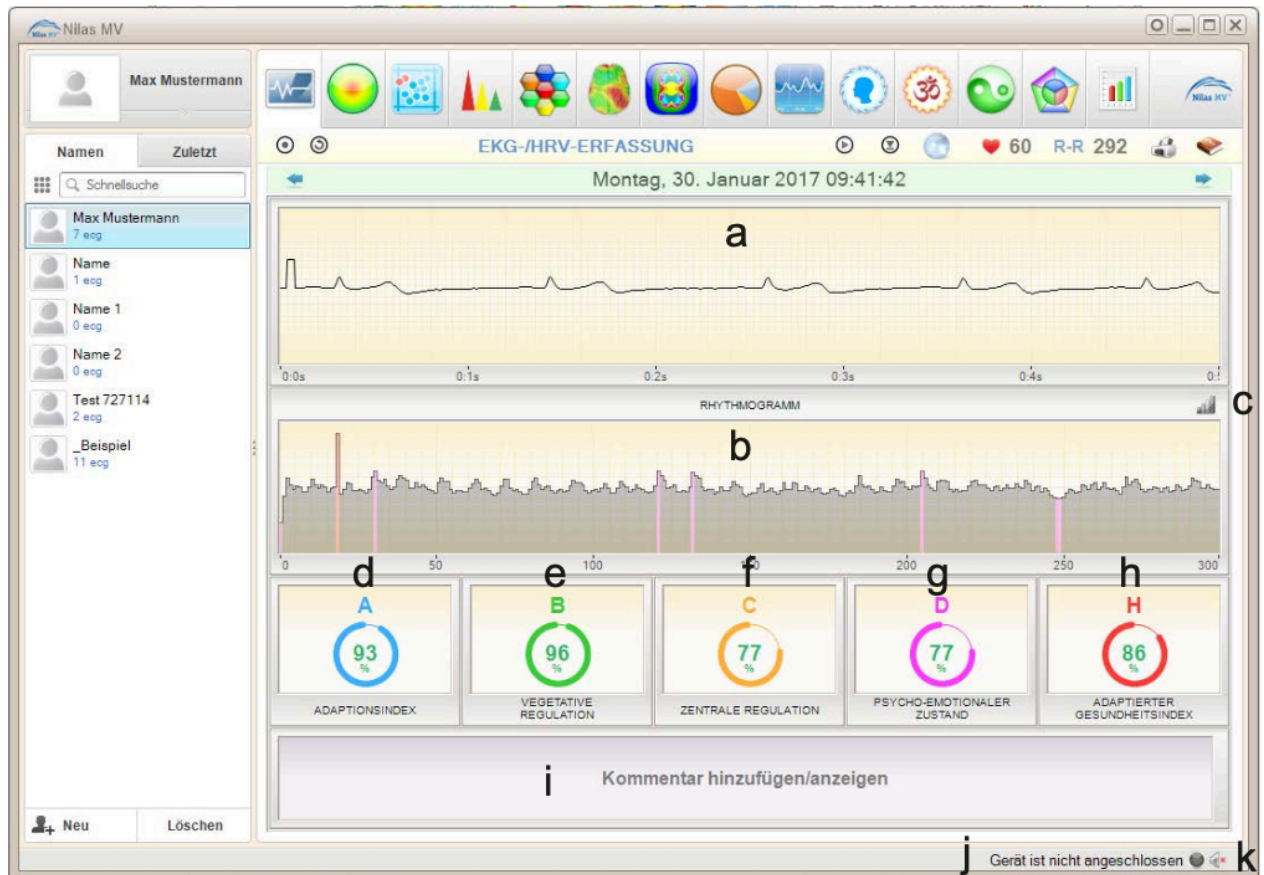 Nilas MV
Max Mustermann
Namen Zuletzt
Schnellsuche
Max Mustermann
7 ecg
Name
1 ecg
Name 1
0 ecg
Name 2
0 ecg
Test 727114
2 ecg
_Beispiel
11 ecg
Neu Löschen
Nilas MV
EKG-/HRV-ERFASSUNG 60 R-R 292
Montag, 30. Januar 2017 09:41:42
a
0:0s 0:1s 0:2s 0:3s 0:4s
RHYTHMOGRAMM c
b
0 50 100 200 250 300
d e f g h
A B C D H
93 96 77 77 86
% % % % %
ADAPTIONSINDEX
VEGETATIVE
REGULATION
ZENTRALE REGULATION
PSYCHO-EMOTIONALER
ZUSTAND
ADAPTIERTER
GESUNDHEITSINDEX
i Kommentar hinzufügen/anzeigen
j Gerät ist nicht angeschlossen k